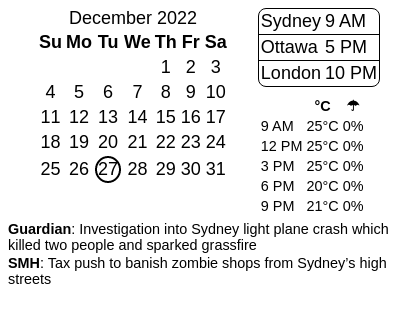 December 2022
Su Mo Tu We Th Fr Sa
1 2 3
4 5 6 7 8 9 10
11 12 13 14 15 16 17
18 19 20 21 22 23 24
25 26 27 28 29 30 31
Sydney 9 AM
Ottawa 5 PM
London 10 PM
°C ☂
9 AM 25°C 0%
12 PM 25°C 0%
3 PM 25°C 0%
6 PM 20°C 0%
9 PM 21°C 0%
Guardian: Investigation into Sydney light plane crash which
killed two people and sparked grassfire
SMH: Tax push to banish zombie shops from Sydney’s high
streets